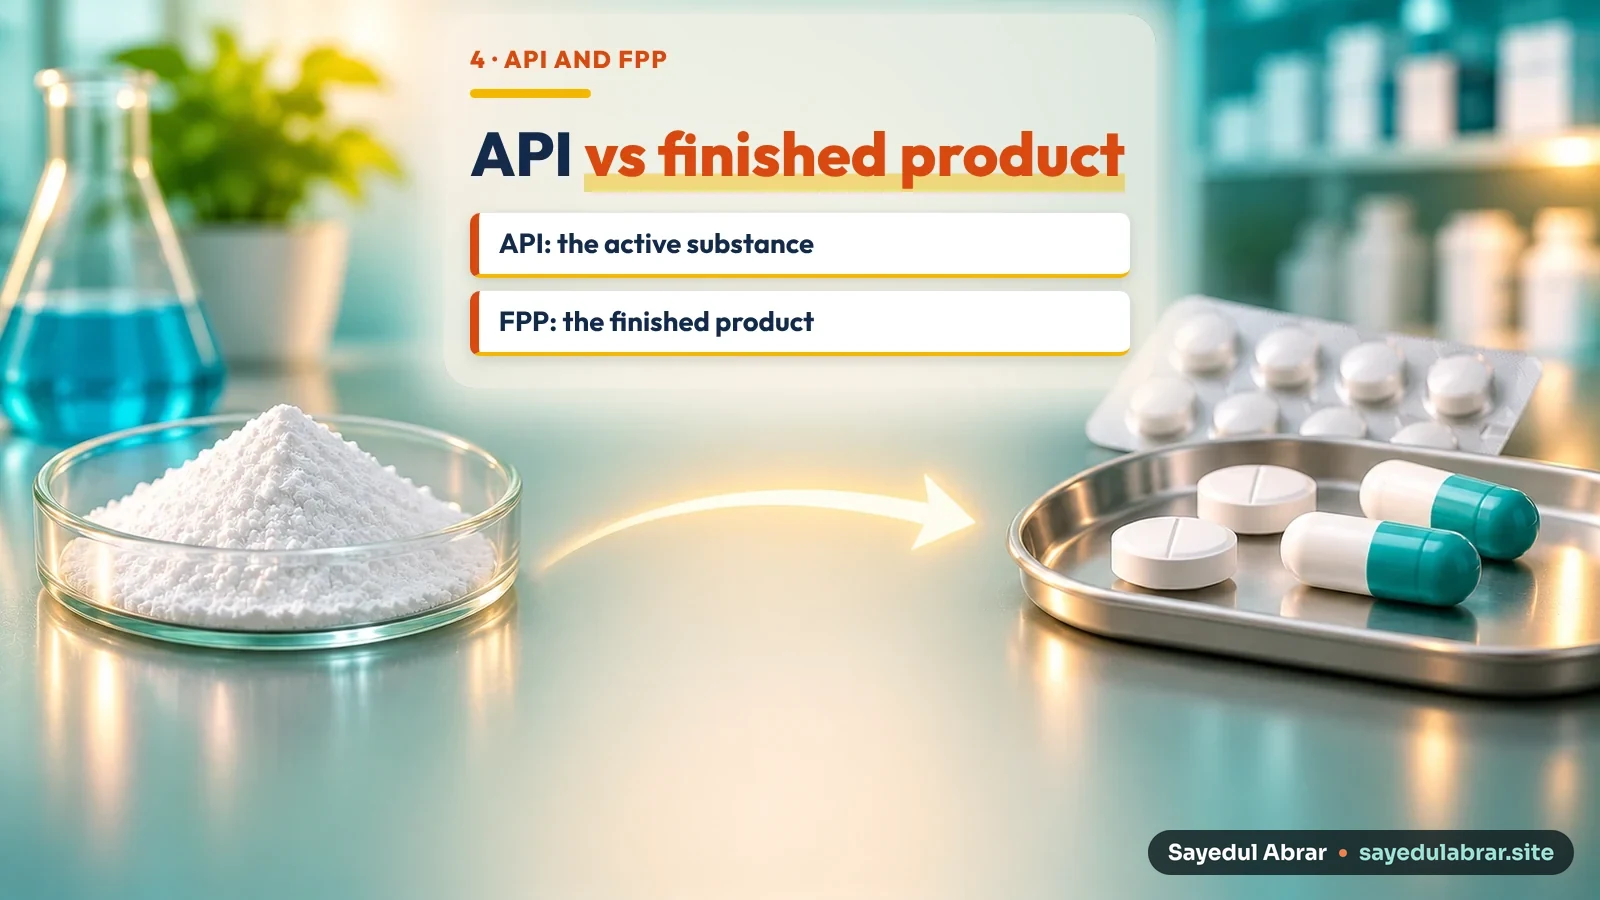 4 · API AND FPP
API vs finished product
API: the active substance
FPP: the finished product
Sayedul Abrar • sayedulabrar.site